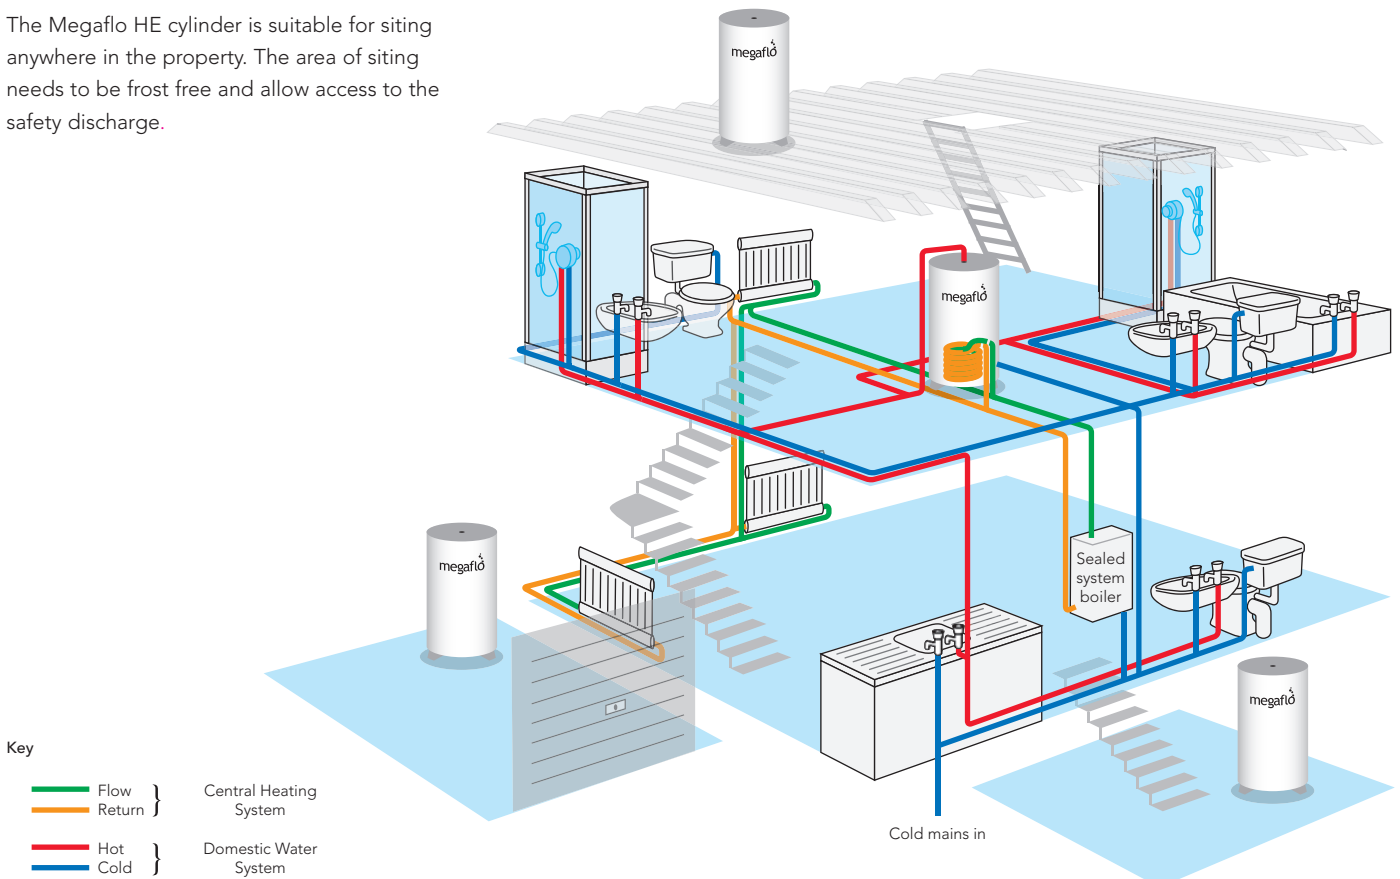 The Megaflo HE cylinder is suitable for siting
anywhere in the property. The area of siting
needs to be frost free and allow access to the
safety discharge.
megaflo
megaflo
megaflo
Sealed
system
boiler
megaflo
Cold mains in
Key
Flow
Return
Central Heating
System
Hot
Cold
Domestic Water
System